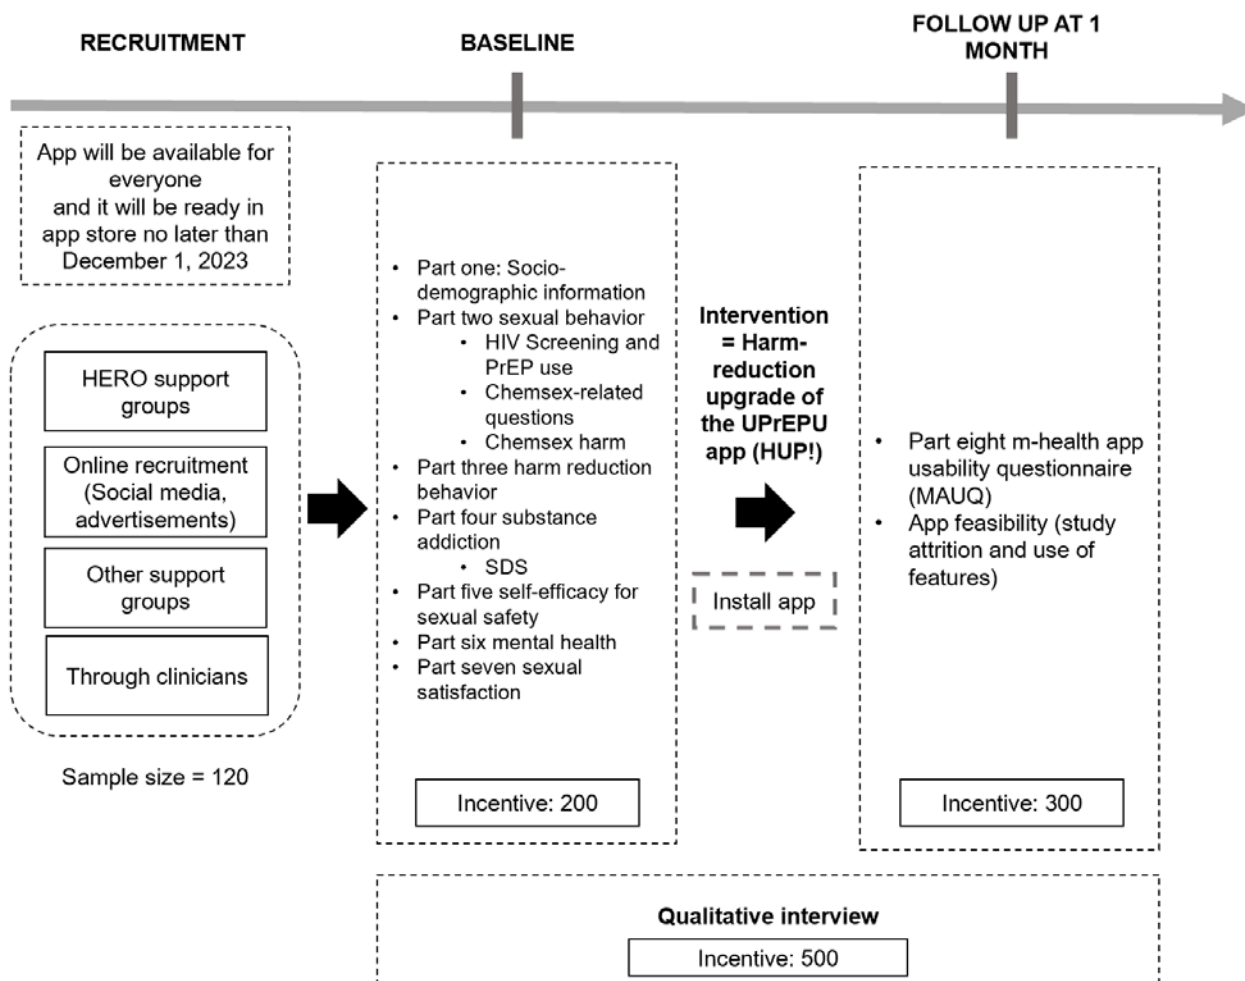 RECRUITMENT
BASELINE
FOLLOW UP AT 1
MONTH
App will be available for
everyone
and it will be ready in
app store no later than
December 1, 2023
HERO support
groups
Online recruitment
(Social media,
advertisements)
Other support
groups
Through clinicians
Sample size = 120
• Part one: Socio-
demographic information
• Part two sexual behavior
• HIV Screening and
PrEP use
• Chemsex-related
questions
• Chemsex harm
• Part three harm reduction
behavior
• Part four substance
addiction
• SDS
• Part five self-efficacy for
sexual safety
• Part six mental health
• Part seven sexual
satisfaction
Incentive: 200
Intervention
= Harm-
reduction
upgrade of
the UPrEPU
app (HUP!)
Install app
• Part eight m-health app
usability questionnaire
(MAUQ)
• App feasibility (study
attrition and use of
features)
Incentive: 300
Qualitative interview
Incentive: 500